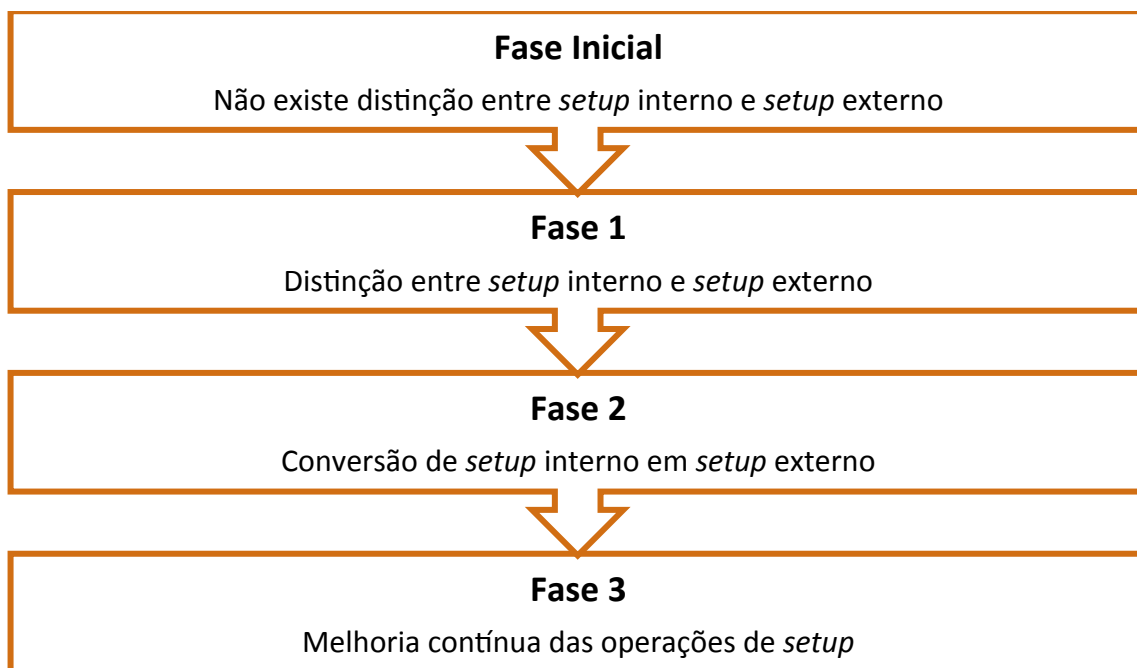 Fase Inicial
Não existe distinção entre setup interno e setup externo
Fase 1
Distinção entre setup interno e setup externo
Fase 2
Conversão de setup interno em setup externo
Fase 3
Melhoria contínua das operações de setup